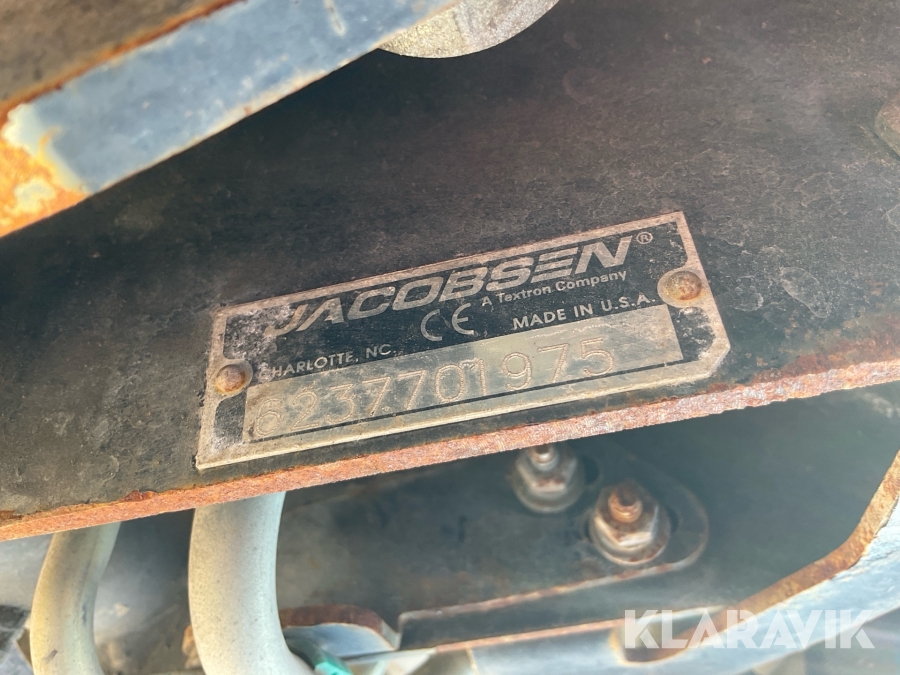 JACOBSEN®
A Textron Company
CHARLOTTE, NC. CE MADE IN U.S.A.
6237701975
KLARAVIK